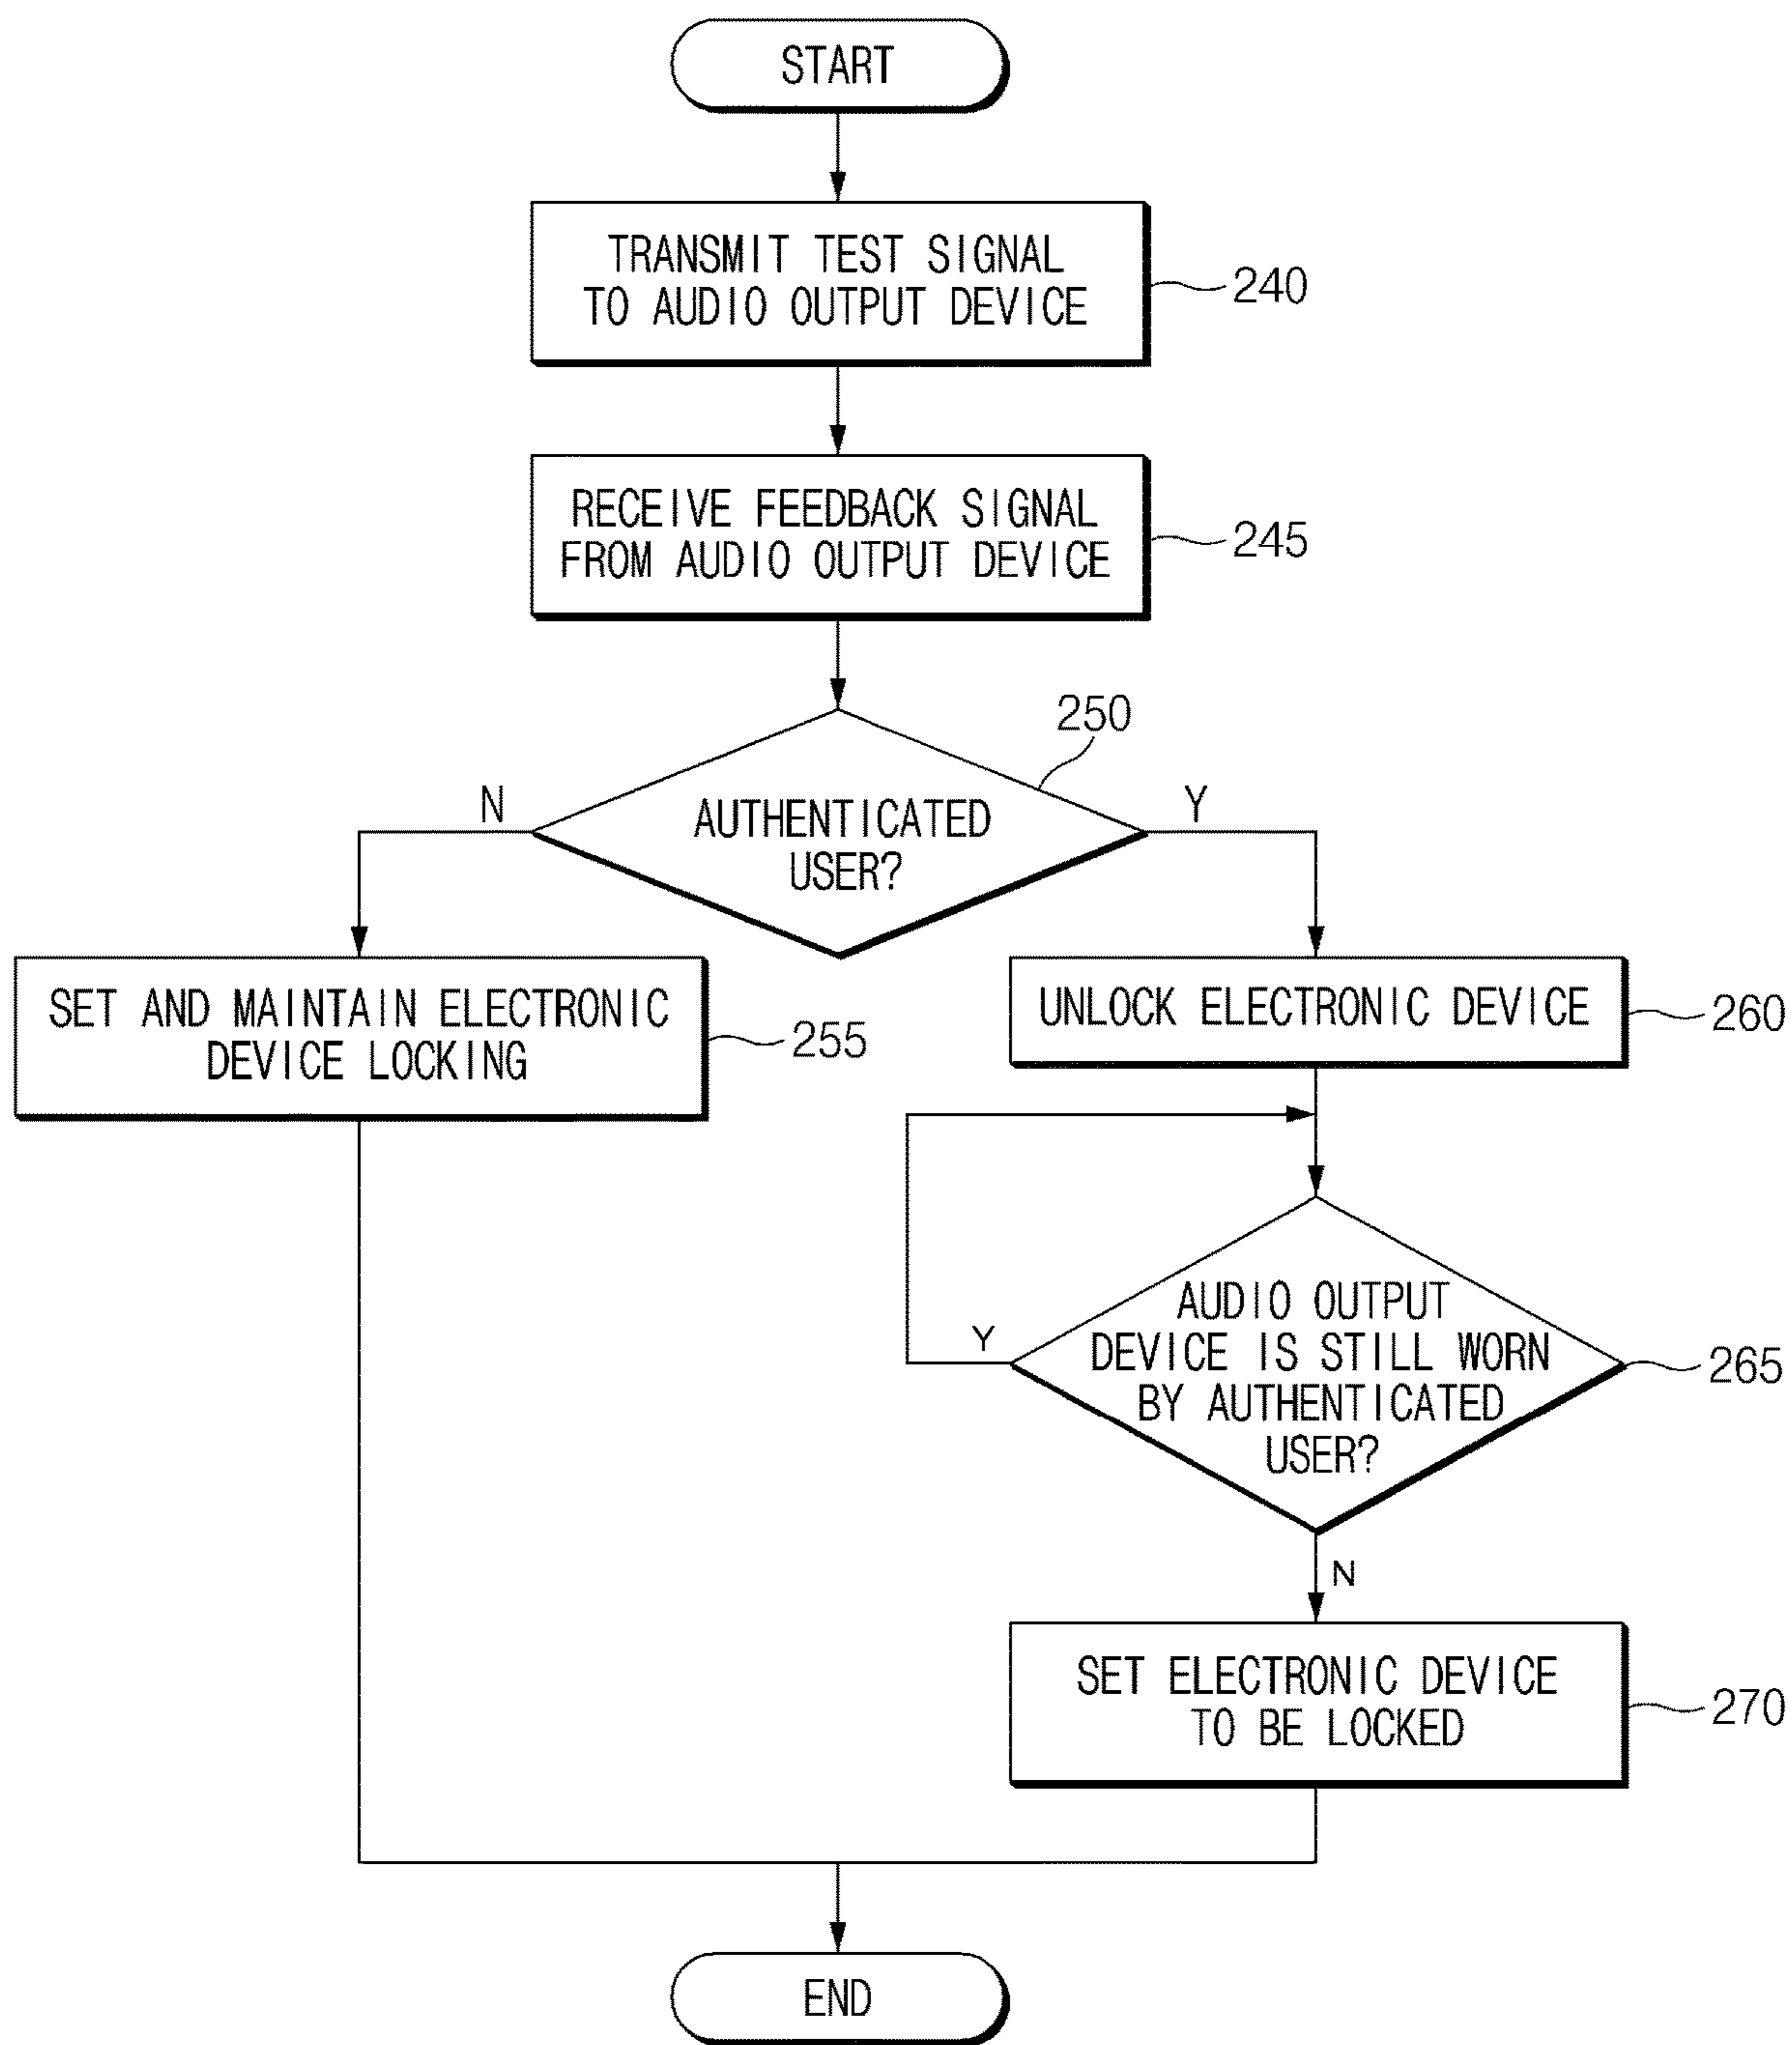 START
TRANSMIT TEST SIGNAL
TO AUDIO OUTPUT DEVICE
240
RECEIVE FEEDBACK SIGNAL
FROM AUDIO OUTPUT DEVICE
245
250
N
AUTHENTICATED
USER?
Y
SET AND MAINTAIN ELECTRONIC
DEVICE LOCKING
255
UNLOCK ELECTRONIC DEVICE
260
AUDIO OUTPUT
DEVICE IS STILL WORN
BY AUTHENTICATED
USER?
Y
265
N
SET ELECTRONIC DEVICE
TO BE LOCKED
270
END